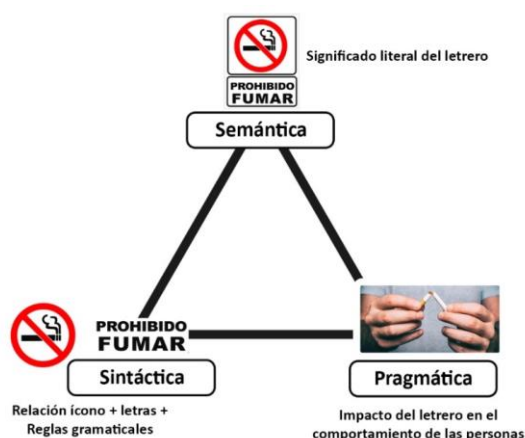 PROHIBIDO
FUMAR
Significado literal del letrero
Semántica
PROHIBIDO
FUMAR
Sintáctica
Relación ícono + letras +
Reglas gramaticales
Pragmática
Impacto del letrero en el
comportamiento de las personas